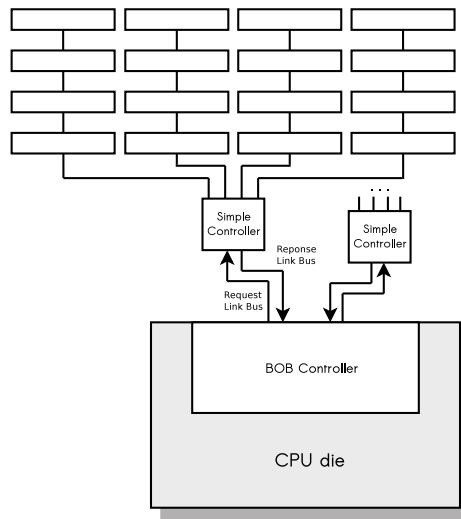 . . .
Simple
Controller
Simple
Controller
Reponse
Link Bus
Request
Link Bus
BOB Controller
CPU die